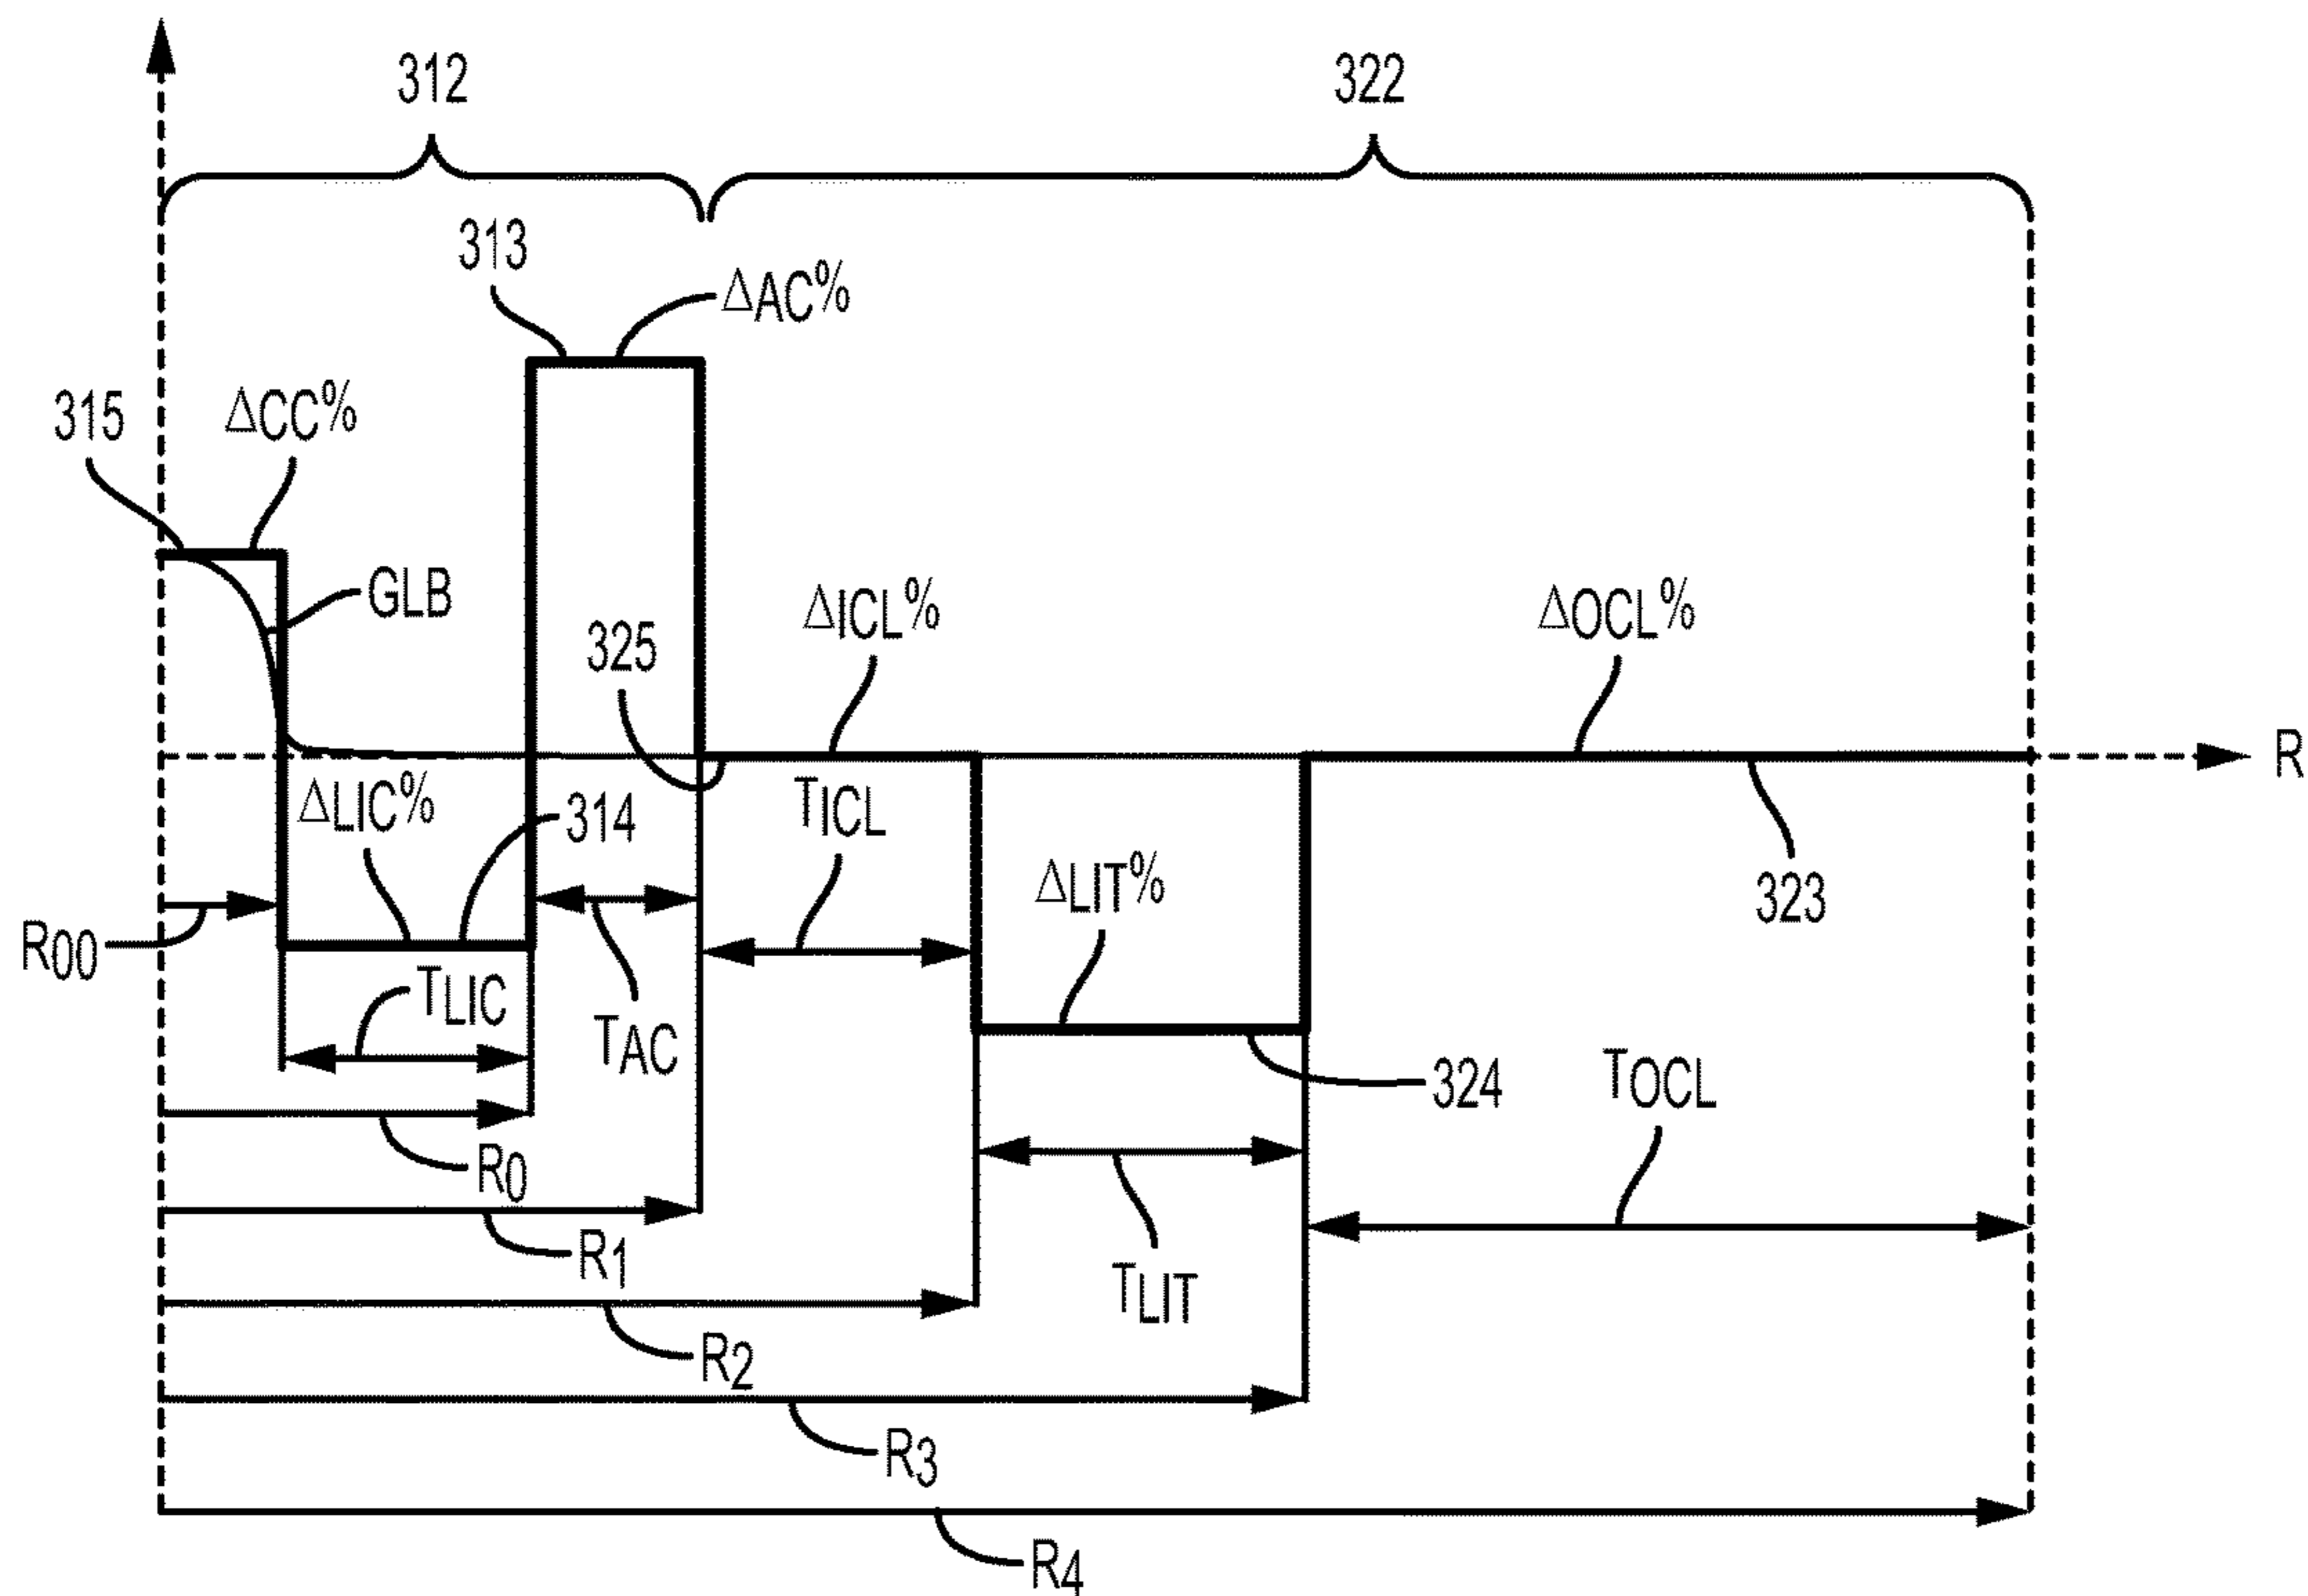 312
322
313
ΔAC%
315
ΔCC%
GLB
325
ΔICL%
ΔOCL%
R
ΔLIC%
314
TICL
ΔLIT%
323
R00
TLIC
TAC
324
TOCL
R0
R1
TLIT
R2
R3
R4